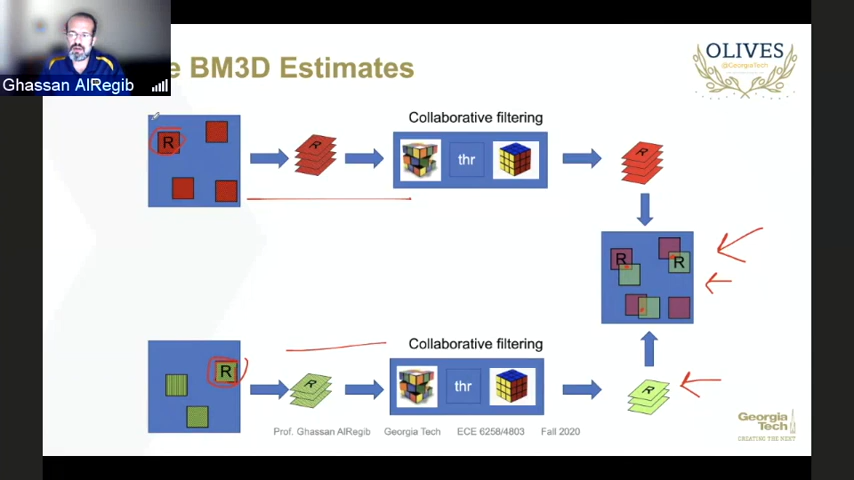 Ghassan AlRegib
e BM3D Estimates
OLIVES
@GeorgiaTech
Collaborative filtering
R
R
thr
R
R
R
Collaborative filtering
R
R
thr
R
Prof. Ghassan AlRegib Georgia Tech ECE 6258/4803 Fall 2020
Georgia
Tech
CREATING THE NEXT